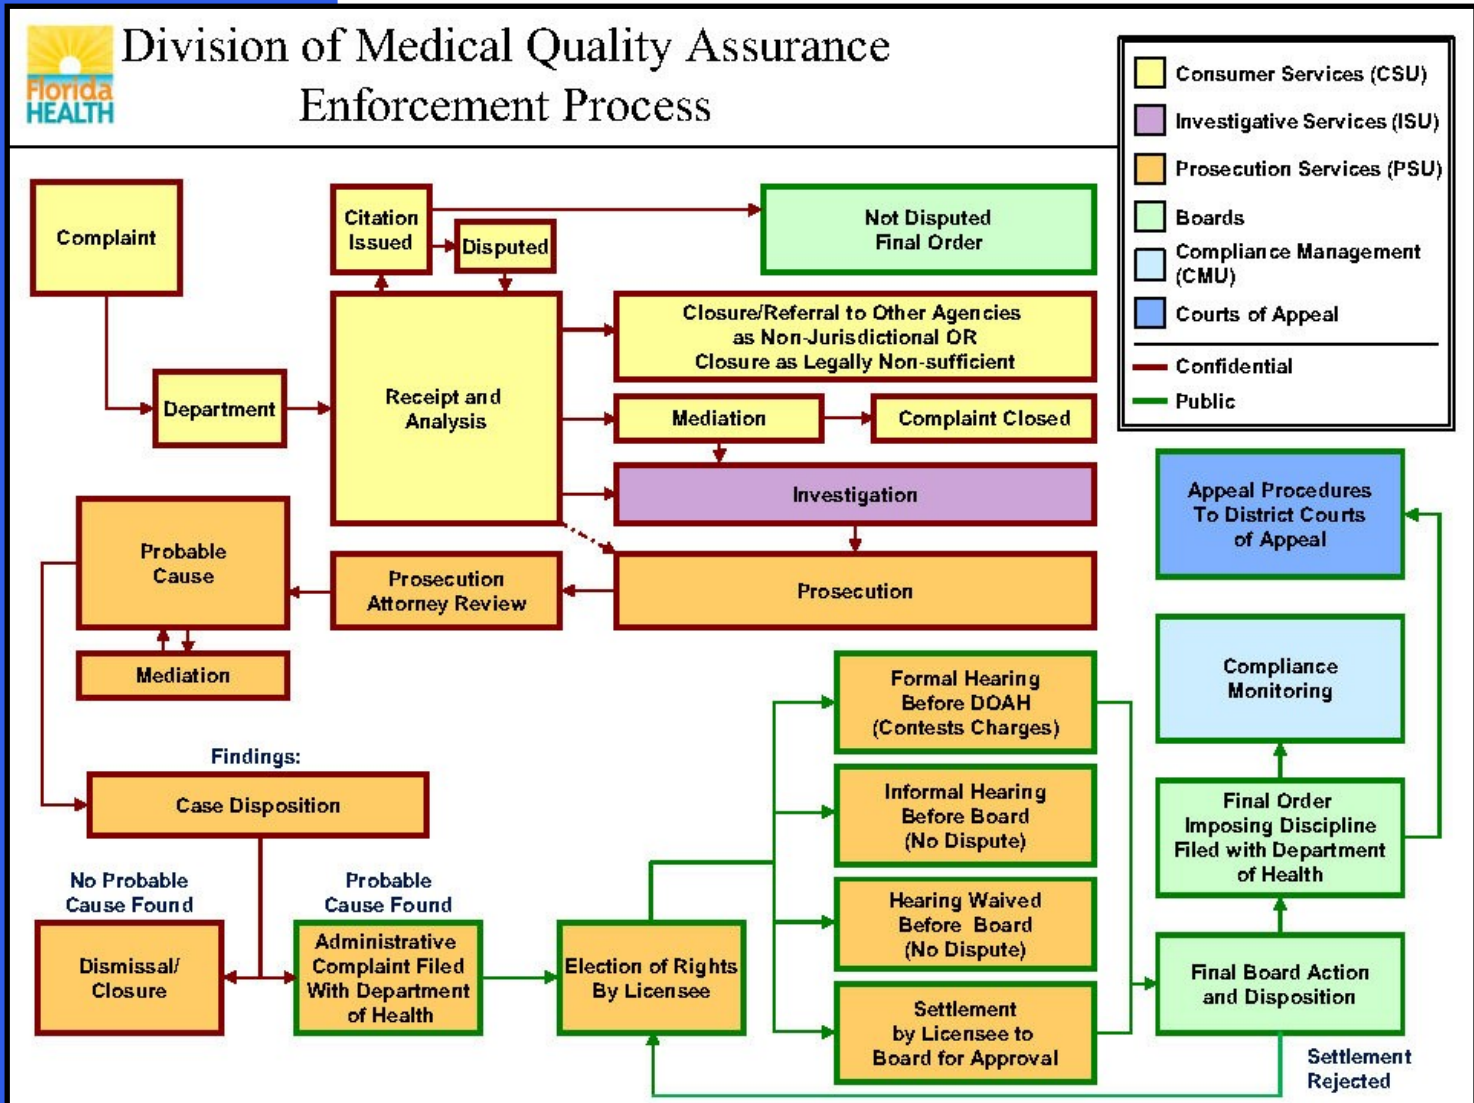 Florida
HEALTH
Division of Medical Quality Assurance
Enforcement Process
Consumer Services (CSU)
Investigative Services (ISU)
Prosecution Services (PSU)
Boards
Compliance Management
(CMU)
Courts of Appeal
Confidential
Public
Complaint
Citation
Issued
Disputed
Not Disputed
Final Order
Department
Receipt and
Analysis
Closure/Referral to Other Agencies
as Non-Jurisdictional OR
Closure as Legally Non-sufficient
Mediation
Complaint Closed
Investigation
Prosecution
Prosecution
Attorney Review
Probable
Cause
Mediation
Findings:
Case Disposition
No Probable
Cause Found
Dismissal/
Closure
Probable
Cause Found
Administrative
Complaint Filed
With Department
of Health
Election of Rights
By Licensee
Formal Hearing
Before DOAH
(Contests Charges)
Informal Hearing
Before Board
(No Dispute)
Hearing Waived
Before Board
(No Dispute)
Settlement
by Licensee to
Board for Approval
Appeal Procedures
To District Courts
of Appeal
Compliance
Monitoring
Final Order
Imposing Discipline
Filed with Department
of Health
Final Board Action
and Disposition
Settlement
Rejected